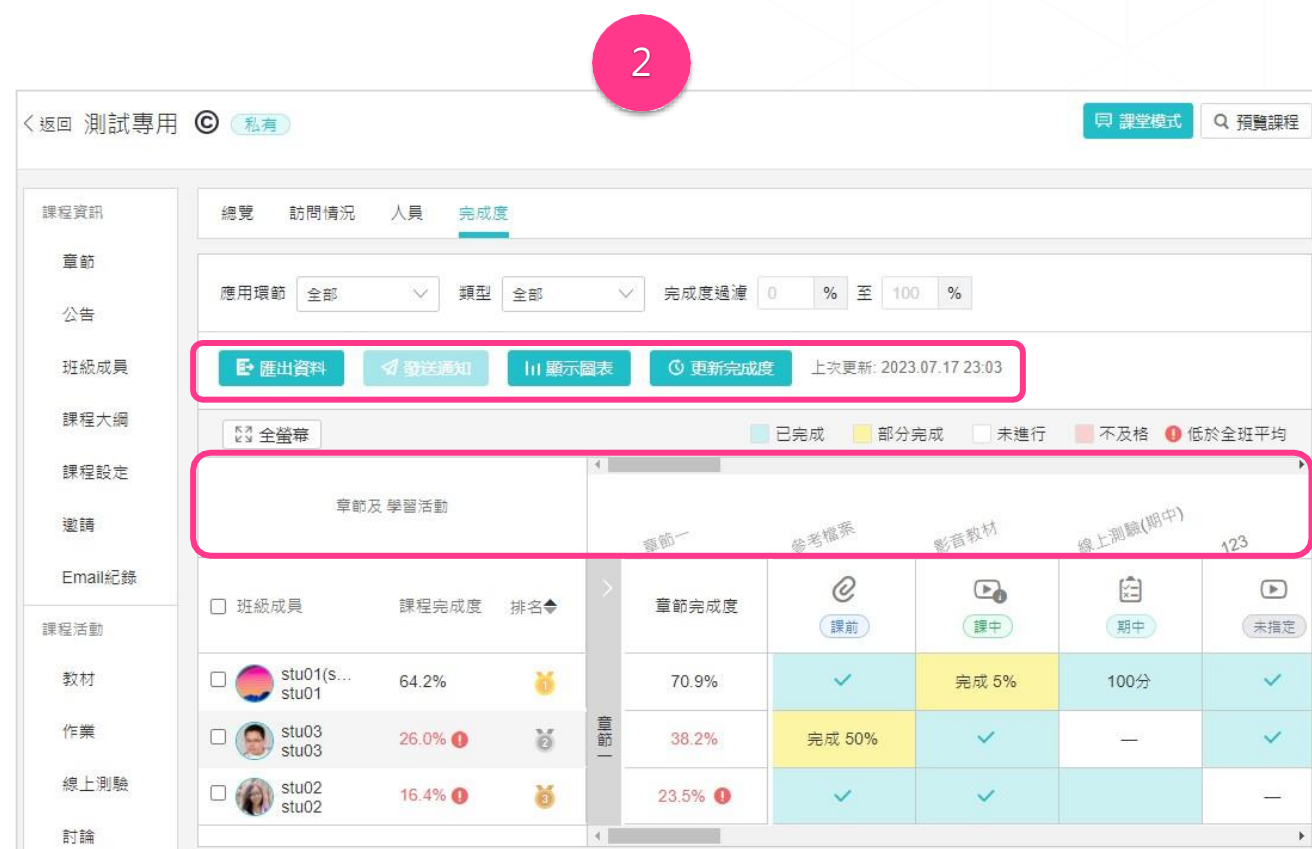 2
返回 測試專用 © 私有
課堂模式 預覽課程
課程資訊
章節
公告
班級成員
課程大綱
課程設定
邀請
Email紀錄
課程活動
教材
作業
線上測驗
討論
總覽 訪問情況 人員 完成度
應用環節 全部 類型 全部 完成度過濾 0 % 至 100 %
匯出資料 發送通知 顯示圖表 更新完成度 上次更新: 2023.07.17 23:03
全螢幕 已完成 部分完成 未進行 不及格 低於全班平均
章節及 學習活動 章節一 參考檔案 影音教材 線上測驗(期中) 123
班級成員 課程完成度 排名 章節完成度 課前 課中 期中 未指定
章節一
stu01(s... 64.2% 1 70.9% 完成 5% 100分
stu01
stu03 26.0% 2 38.2% 完成 50% —
stu03
stu02 16.4% 3 23.5% —
stu02